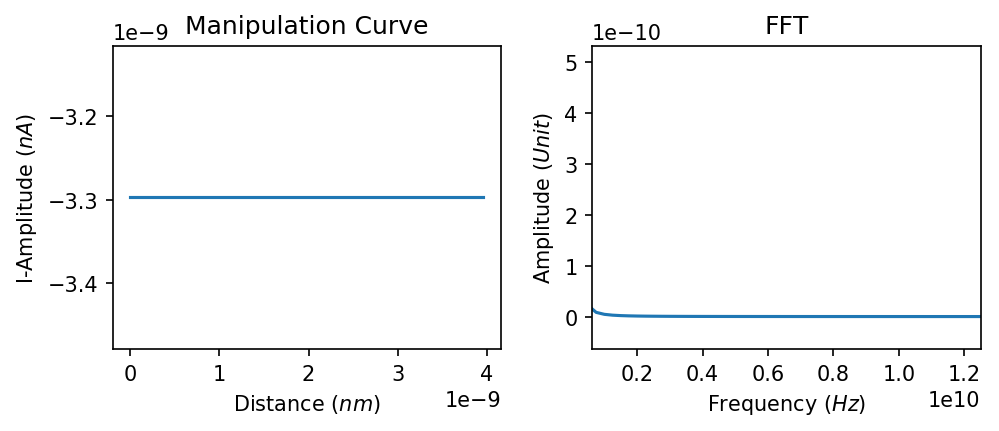 1e−9 Manipulation Curve
−3.2
−3.3
−3.4
I-Amplitude (nA)
0 1 2 3 4
Distance (nm) 1e−9
1e−10 FFT
5
4
3
2
1
0
Amplitude (Unit)
0.2 0.4 0.6 0.8 1.0 1.2
Frequency (Hz) 1e10